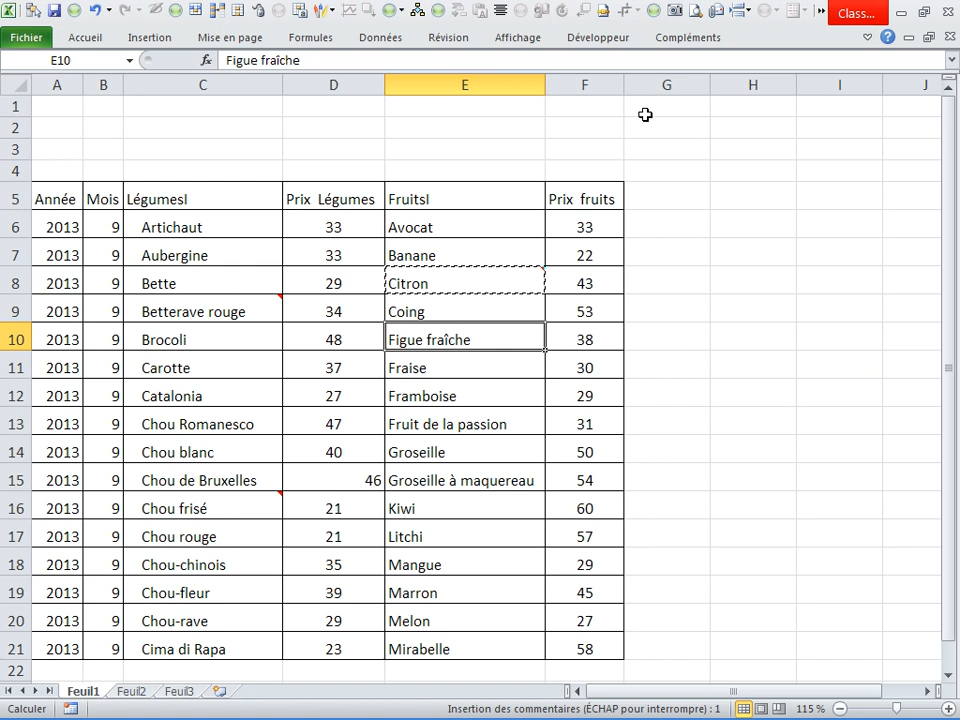 Class...
Fichier Accueil Insertion Mise en page Formules Données Révision Affichage Développeur Compléments
E10 fx Figue fraîche
A B C D E F G H I J
1
2
3
4
5 Année Mois LégumesI Prix Légumes FruitsI Prix fruits
6 2013 9 Artichaut 33 Avocat 33
7 2013 9 Aubergine 33 Banane 22
8 2013 9 Bette 29 Citron 43
9 2013 9 Betterave rouge 34 Coing 53
10 2013 9 Brocoli 48 Figue fraîche 38
11 2013 9 Carotte 37 Fraise 30
12 2013 9 Catalonia 27 Framboise 29
13 2013 9 Chou Romanesco 47 Fruit de la passion 31
14 2013 9 Chou blanc 40 Groseille 50
15 2013 9 Chou de Bruxelles 46 Groseille à maquereau 54
16 2013 9 Chou frisé 21 Kiwi 60
17 2013 9 Chou rouge 21 Litchi 57
18 2013 9 Chou-chinois 35 Mangue 29
19 2013 9 Chou-fleur 39 Marron 45
20 2013 9 Chou-rave 29 Melon 27
21 2013 9 Cima di Rapa 23 Mirabelle 58
22
Feuil1 Feuil2 Feuil3
Calculer Insertion des commentaires (ÉCHAP pour interrompre) : 1 115 %